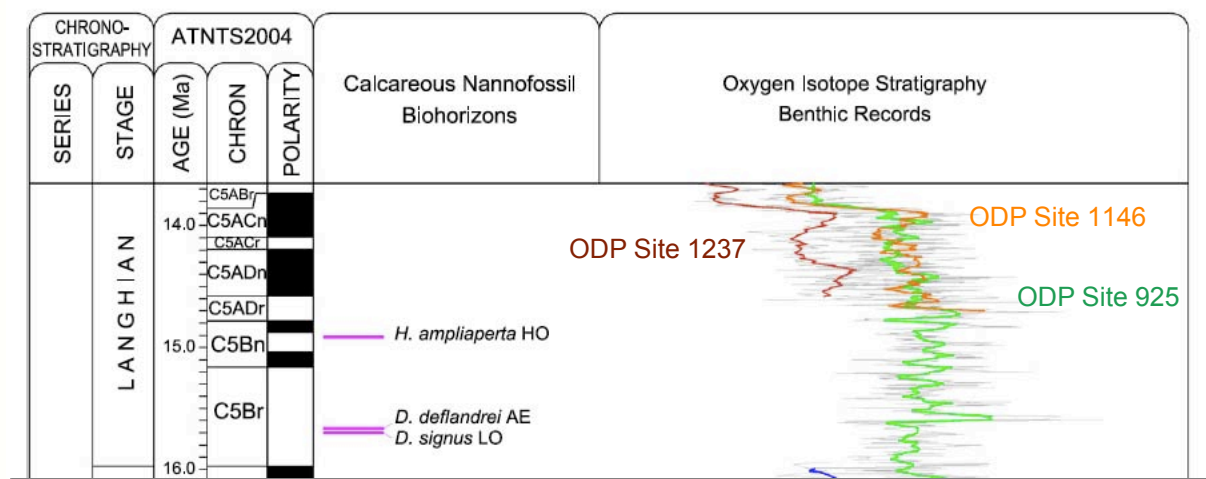 CHRONO-
STRATIGRAPHY
ATNTS2004
SERIES
STAGE
AGE (Ma)
CHRON
POLARITY
Calcareous Nannofossil
Biohorizons
Oxygen Isotope Stratigraphy
Benthic Records
LANGHIAN
C5ABr
14.0
C5ACn
C5ACr
C5ADn
C5ADr
15.0
C5Bn
C5Br
16.0
H. ampliaperta HO
D. deflandrei AE
D. signus LO
ODP Site 1146
ODP Site 1237
ODP Site 925